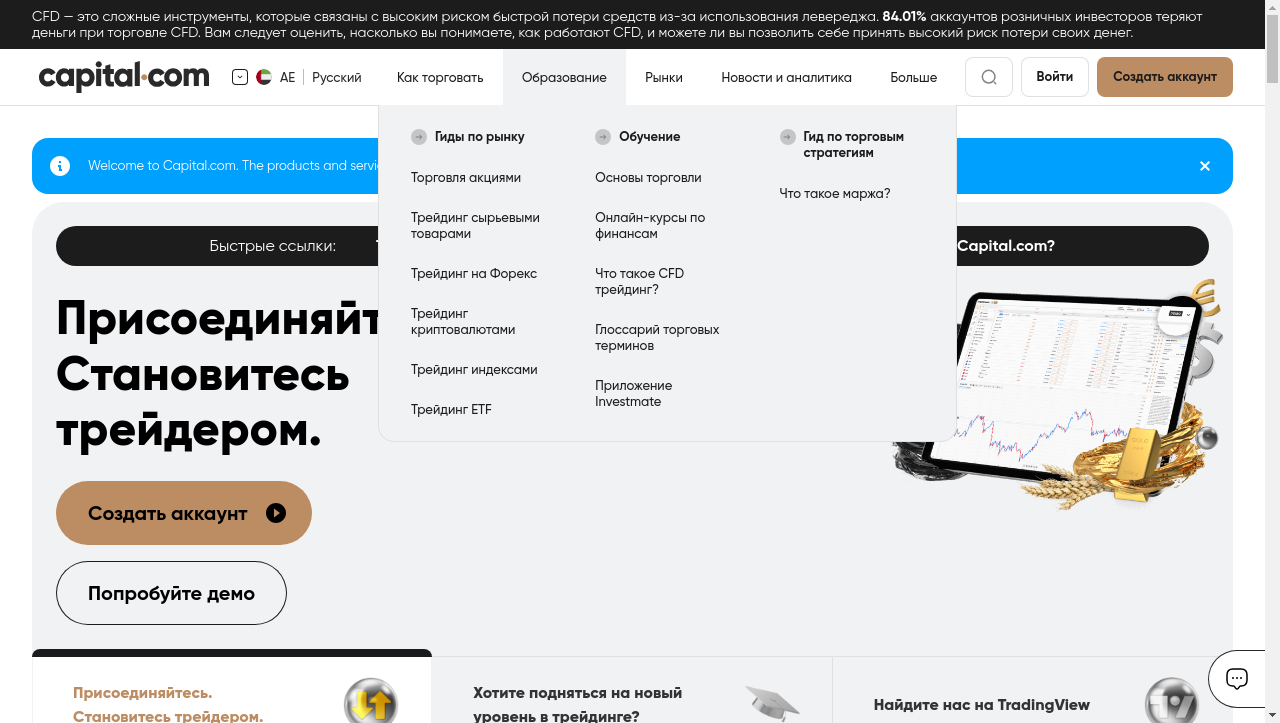 CFD — это сложные инструменты, которые связаны с высоким риском быстрой потери средств из-за использования левереджа. 84.01% аккаунтов розничных инвесторов теряют
деньги при торговле CFD. Вам следует оценить, насколько вы понимаете, как работают CFD, и можете ли вы позволить себе принять высокий риск потери своих денег.
capital.com
AE Русский
Как торговать
Образование
Рынки
Новости и аналитика
Больше
Войти
Создать аккаунт
Гиды по рынку
Торговля акциями
Трейдинг сырьевыми
товарами
Трейдинг на Форекс
Трейдинг
криптовалютами
Трейдинг индексами
Трейдинг ETF
Обучение
Основы торговли
Онлайн-курсы по
финансам
Что такое CFD
трейдинг?
Глоссарий торговых
терминов
Приложение
Investmate
Гид по торговым
стратегиям
Что такое маржа?
Welcome to Capital.com. The products and servi
Быстрые ссылки:
Capital.com?
Присоединяйт
Становитесь
трейдером.
Создать аккаунт
Попробуйте демо
Присоединяйтесь.
Становитесь трейдером.
Хотите подняться на новый
уровень в трейдинге?
Найдите нас на TradingView